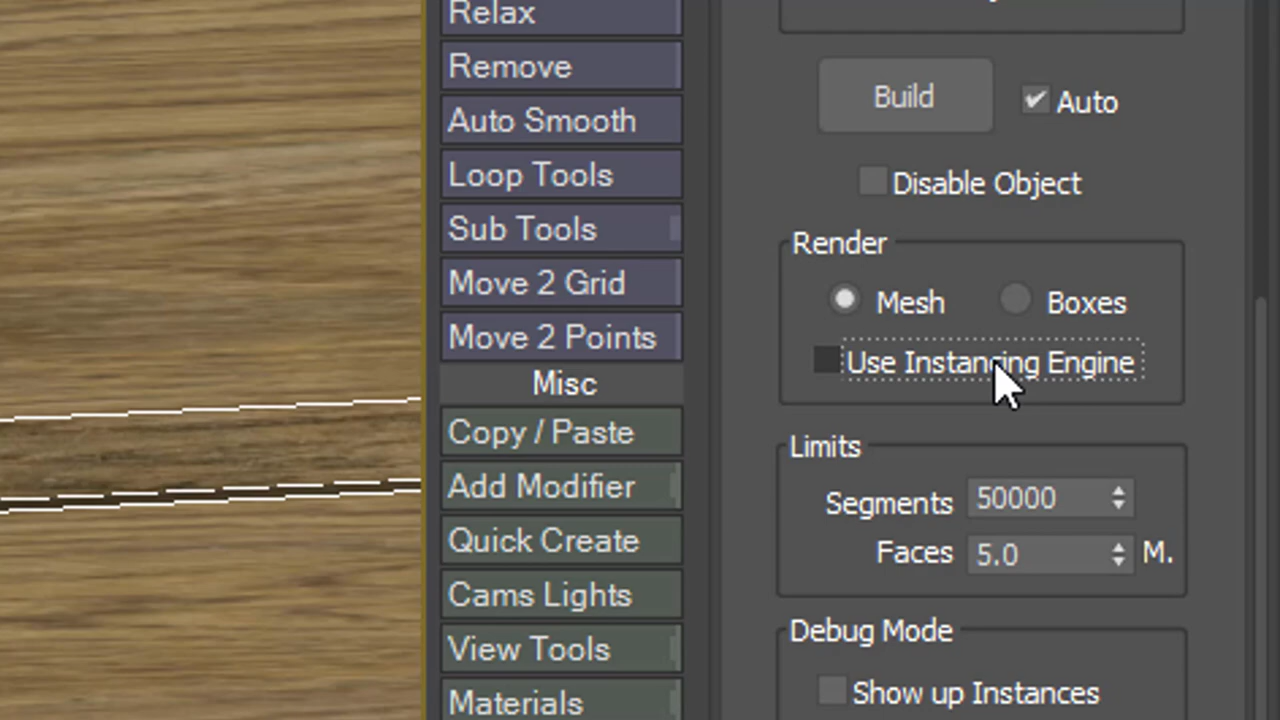 Relax
Remove
Auto Smooth
Loop Tools
Sub Tools
Move 2 Grid
Move 2 Points
Misc
Copy / Paste
Add Modifier
Quick Create
Cams Lights
View Tools
Materials
Build
Auto
Disable Object
Render
Mesh
Boxes
Use Instancing Engine
Limits
Segments 50000
Faces 5.0 M.
Debug Mode
Show up Instances